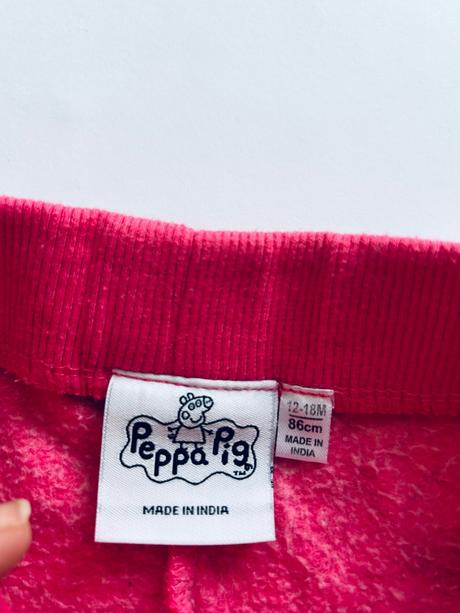 Peppa Pig
TM
MADE IN INDIA
12-18M
86cm
MADE IN
INDIA